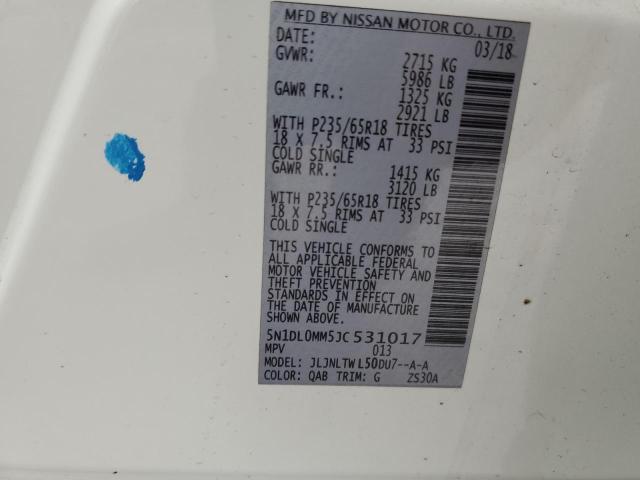 MFD BY NISSAN MOTOR CO., LTD.
DATE: 03/18
GVWR: 2715 KG
5986 LB
GAWR FR.: 1325 KG
2921 LB
WITH P235/65R18 TIRES
18 X 7.5 RIMS AT 33 PSI
COLD SINGLE
GAWR RR.: 1415 KG
3120 LB
WITH P235/65R18 TIRES
18 X 7.5 RIMS AT 33 PSI
COLD SINGLE
THIS VEHICLE CONFORMS TO
ALL APPLICABLE FEDERAL
MOTOR VEHICLE SAFETY AND
THEFT PREVENTION
STANDARDS IN EFFECT ON
THE DATE OF MANUFACTURE
SHOWN ABOVE.
5N1DL0MM5JC531017
MPV 013
MODEL: JLJNLTWL50DU7--A-A
COLOR: QAB TRIM: G ZS30A